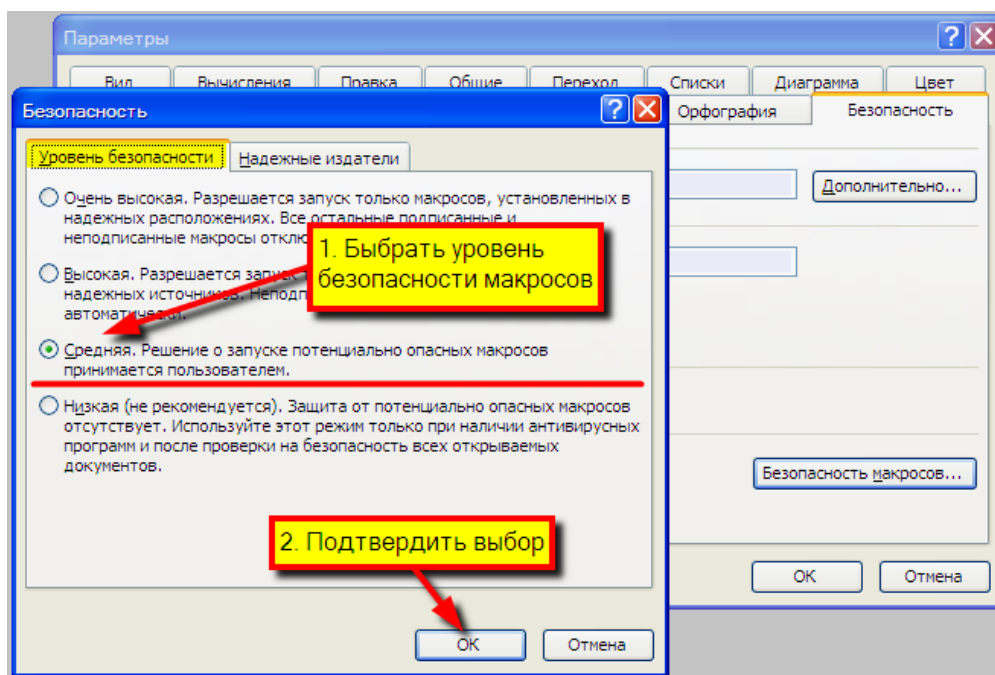 Параметры
Вид Вычисления Правка Общие Переход Списки Диаграмма Цвет
Безопасность
Орфография Безопасность
Уровень безопасности Надежные издатели
Очень высокая. Разрешается запуск только макросов, установленных в
надежных расположениях. Все остальные подписанные и
неподписанные макросы
Дополнительно...
1. Выбрать уровень
безопасности макросов
Высокая. Разрешается запуск
надежных источников.
автоматически.
Средняя. Решение о запуске потенциально опасных макросов
принимается пользователем.
Низкая (не рекомендуется). Защита от потенциально опасных макросов
отсутствует. Используйте этот режим только при наличии антивирусных
программ и после проверки на безопасность всех открываемых
документов.
Безопасность макросов...
2. Подтвердить выбор
ОК Отмена
ОК Отмена